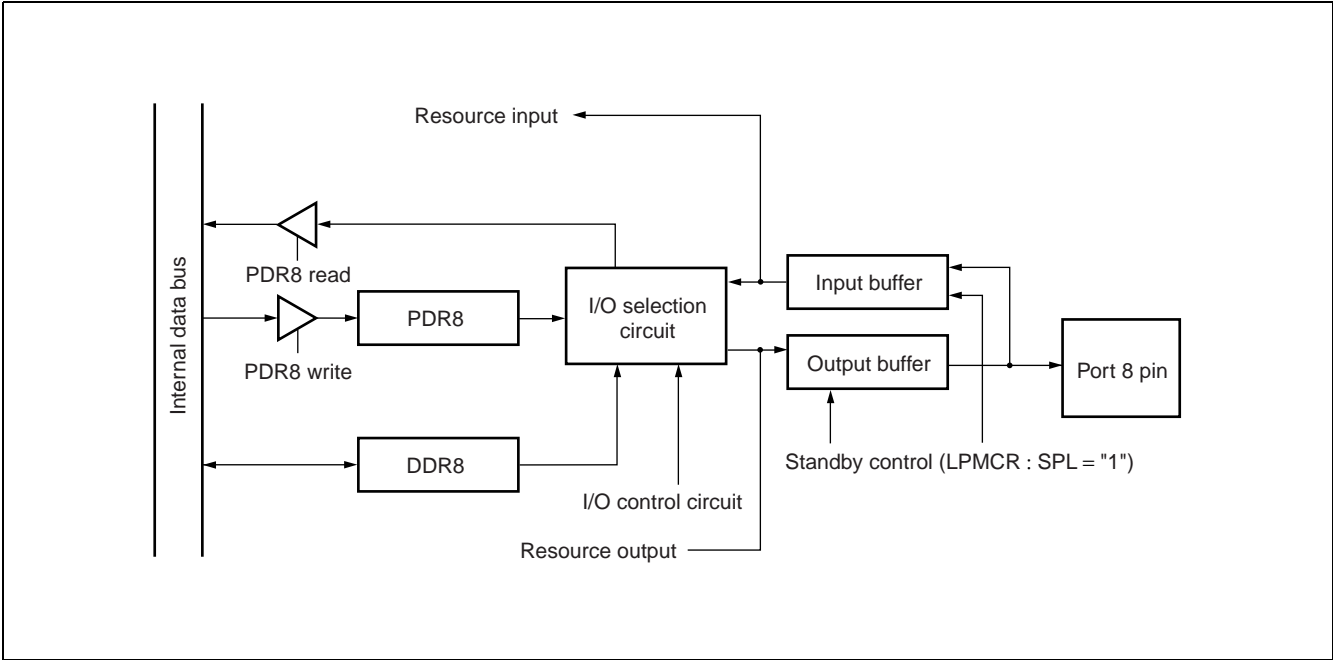 Resource input
Internal data bus
PDR8 read
PDR8
PDR8 write
I/O selection
circuit
Input buffer
Output buffer
Port 8 pin
DDR8
Standby control (LPMCR : SPL = "1")
I/O control circuit
Resource output